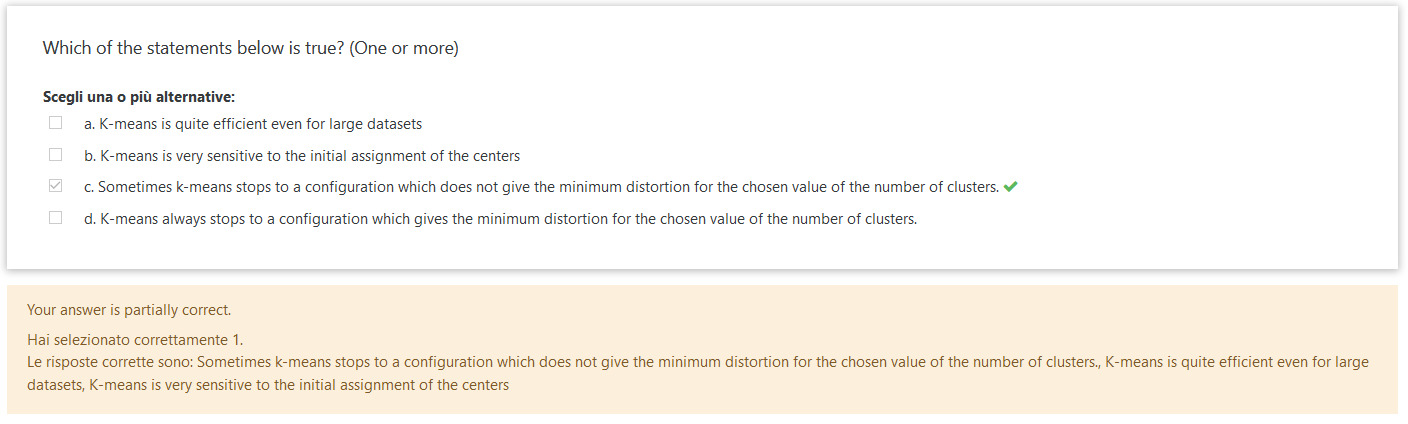 Which of the statements below is true? (One or more)
Scegli una o più alternative:
a. K-means is quite efficient even for large datasets
b. K-means is very sensitive to the initial assignment of the centers
c. Sometimes k-means stops to a configuration which does not give the minimum distortion for the chosen value of the number of clusters.
d. K-means always stops to a configuration which gives the minimum distortion for the chosen value of the number of clusters.
Your answer is partially correct.
Hai selezionato correttamente 1.
Le risposte corrette sono: Sometimes k-means stops to a configuration which does not give the minimum distortion for the chosen value of the number of clusters., K-means is quite efficient even for large
datasets, K-means is very sensitive to the initial assignment of the centers